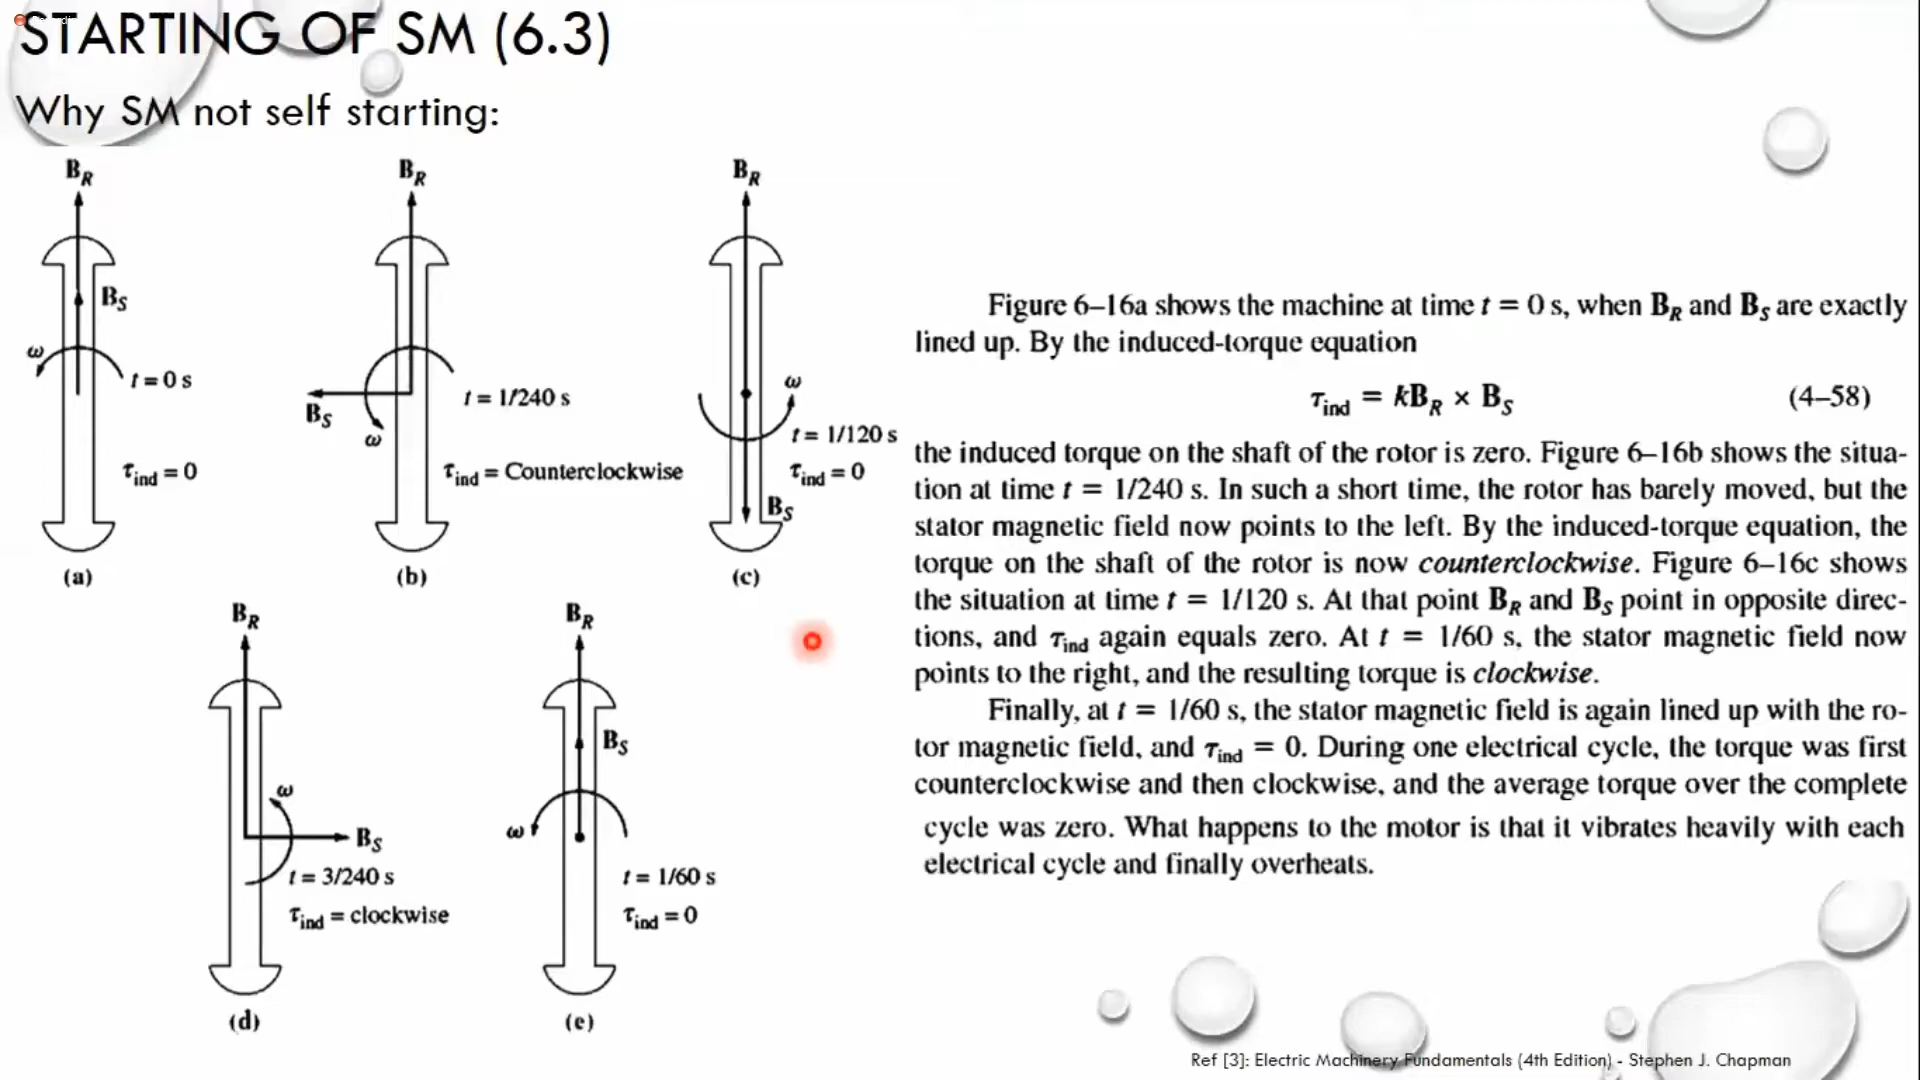 STARTING OF SM (6.3)
Why SM not self starting:
B_R
B_S
ω
t = 0 s
τ_ind = 0
(a)
B_R
B_S
ω
t = 1/240 s
τ_ind = Counterclockwise
(b)
B_R
ω
t = 1/120 s
τ_ind = 0
B_S
(c)
B_R
ω
B_S
t = 3/240 s
τ_ind = clockwise
(d)
B_R
B_S
ω
t = 1/60 s
τ_ind = 0
(e)
Figure 6–16a shows the machine at time t = 0 s, when B_R and B_S are exactly
lined up. By the induced-torque equation
τ_ind = kB_R × B_S (4–58)
the induced torque on the shaft of the rotor is zero. Figure 6–16b shows the situa-
tion at time t = 1/240 s. In such a short time, the rotor has barely moved, but the
stator magnetic field now points to the left. By the induced-torque equation, the
torque on the shaft of the rotor is now counterclockwise. Figure 6–16c shows
the situation at time t = 1/120 s. At that point B_R and B_S point in opposite direc-
tions, and τ_ind again equals zero. At t = 1/60 s, the stator magnetic field now
points to the right, and the resulting torque is clockwise.
Finally, at t = 1/60 s, the stator magnetic field is again lined up with the ro-
tor magnetic field, and τ_ind = 0. During one electrical cycle, the torque was first
counterclockwise and then clockwise, and the average torque over the complete
cycle was zero. What happens to the motor is that it vibrates heavily with each
electrical cycle and finally overheats.
Ref [3]: Electric Machinery Fundamentals (4th Edition) - Stephen J. Chapman